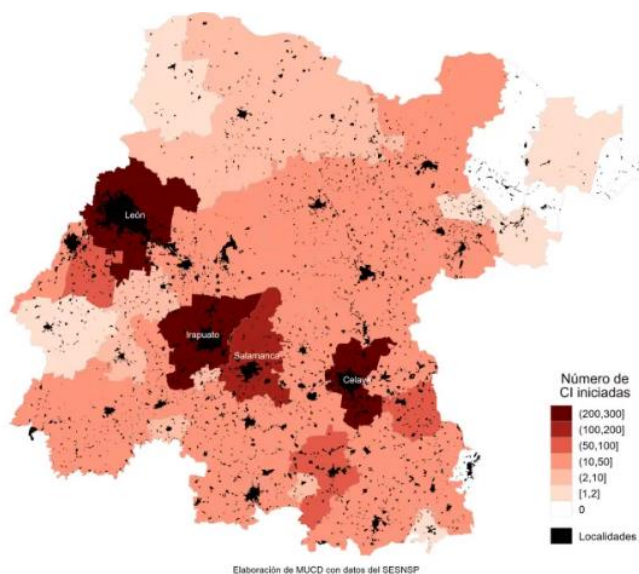 León
Irapuato
Salamanca
Celaya
Número de
CI iniciadas
(200,300]
(100,200]
(50,100]
(10,50]
(2,10]
[1,2]
0
Localidades
Elaboración de MUCD con datos del SESNSP